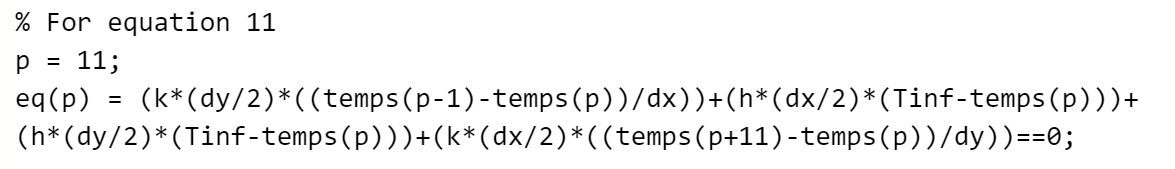 % For equation 11
p = 11;
eq(p) = (k*(dy/2)*((temps(p-1)-temps(p))/dx))+(h*(dx/2)*(Tinf-temps(p)))+
(h*(dy/2)*(Tinf-temps(p)))+(k*(dx/2)*((temps(p+11)-temps(p))/dy))==0;